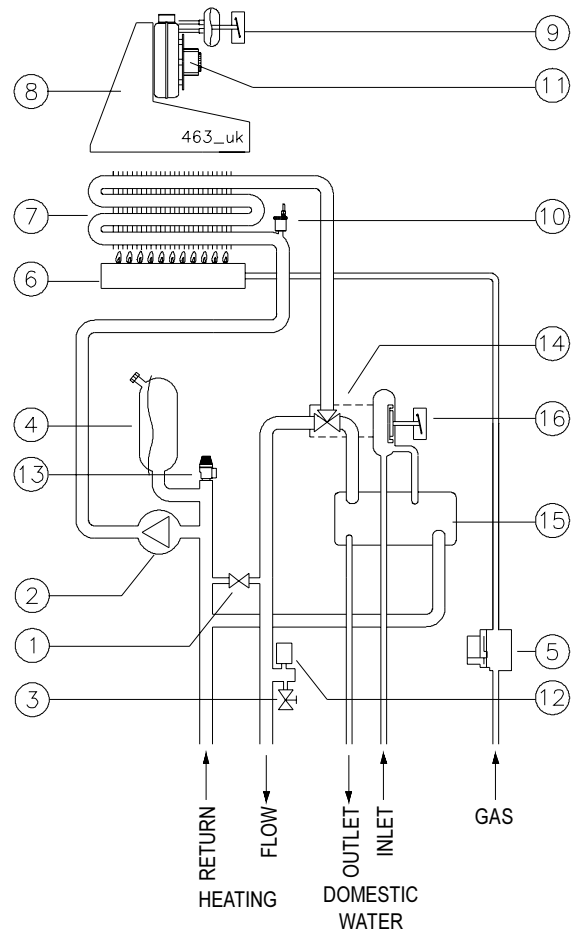 9
11
8
463_uk
7
10
6
14
4
16
13
15
2
1
5
3
12
RETURN
FLOW
OUTLET
INLET
GAS
HEATING
DOMESTIC
WATER